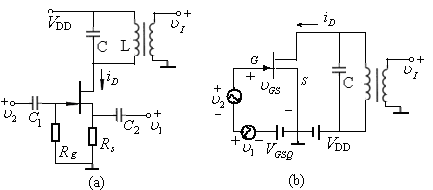 V_DD
C
L
+
υ_I
i_D
+
υ_2
C_1
C_2
+
υ_1
R_g
R_s
(a)
i_D
G
+
υ_GS
S
−
C
υ_I
+
υ_2
−
+
υ_1
−
V_GSQ
V_DD
(b)